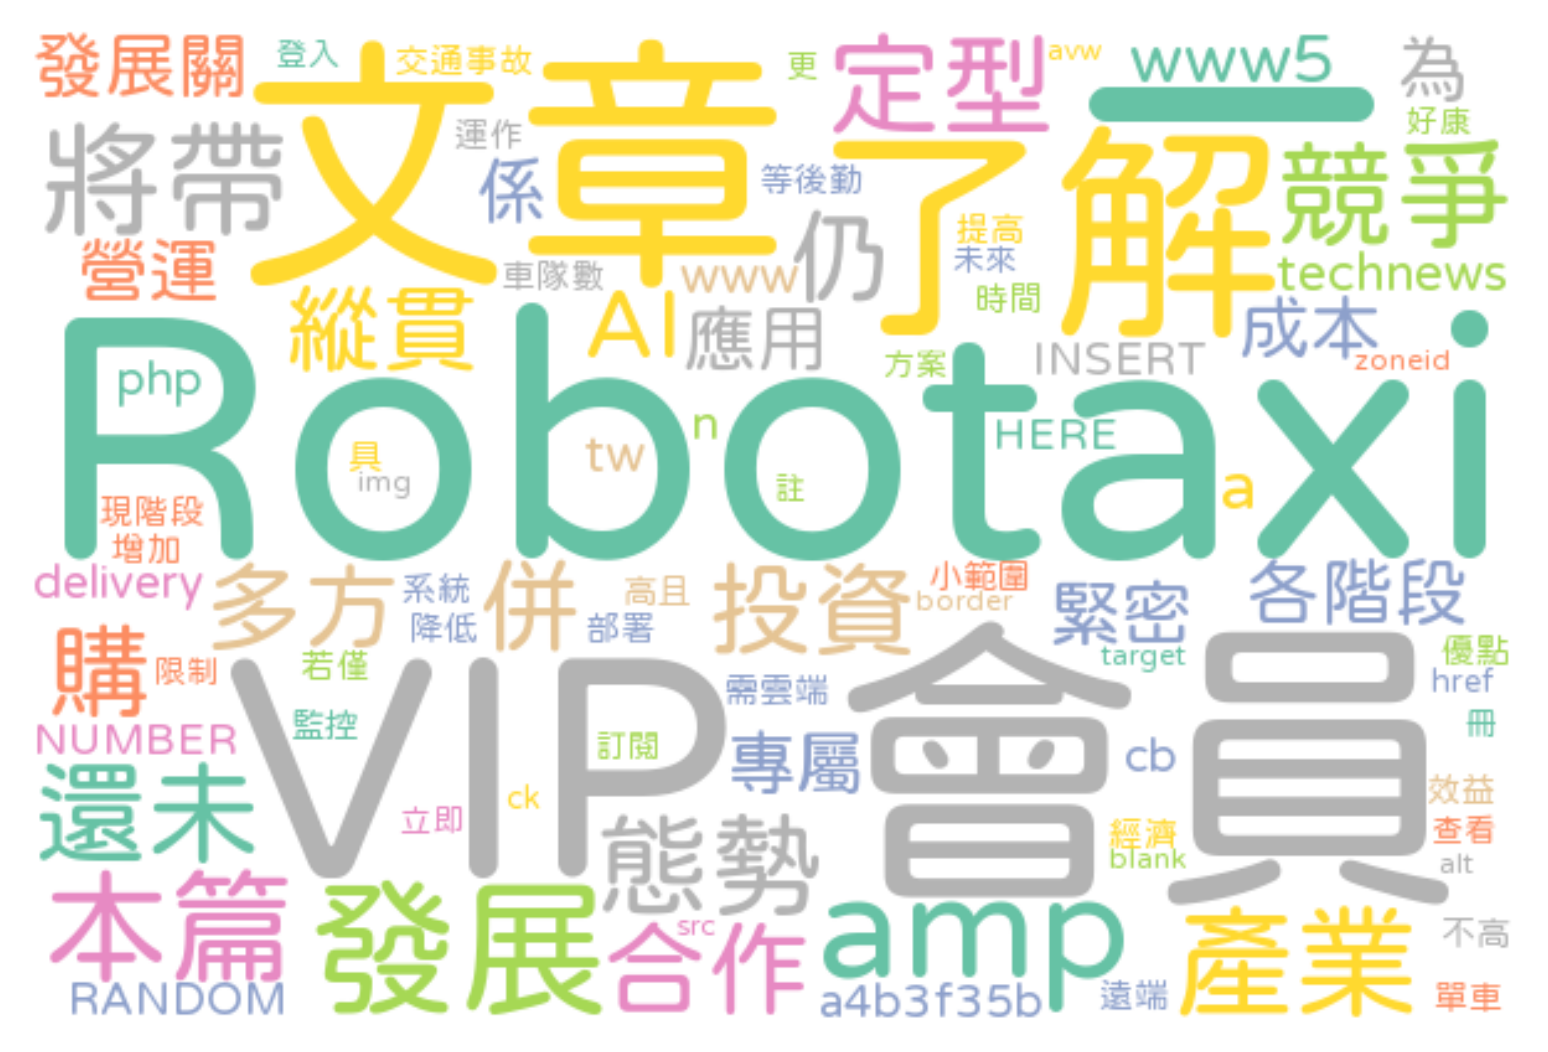 發展關 登入 交通事故 更 定型 avw www5 為
文章 一 好康
將帶 運作 係 等後勤 了解 競爭
營運 車隊數 www 仍 提高 未來 technews
縱貫 AI 應用 時間 成本
php 方案 INSERT zoneid
Robotaxi
具 img tw n 註 HERE a
現階段
增加
delivery 多方 系統 併 高且 投資 小範圍 border 緊密 各階段
降低 部署
購 限制 若僅 target 優點
VIP會員 需雲端 href
NUMBER 監控 訂閱 專屬 cb 冊
還未 立即 ck 態勢 經濟 效益
blank 查看
alt
本篇 發展 合作 src amp 產業 不高
RANDOM a4b3f35b 遠端 單車